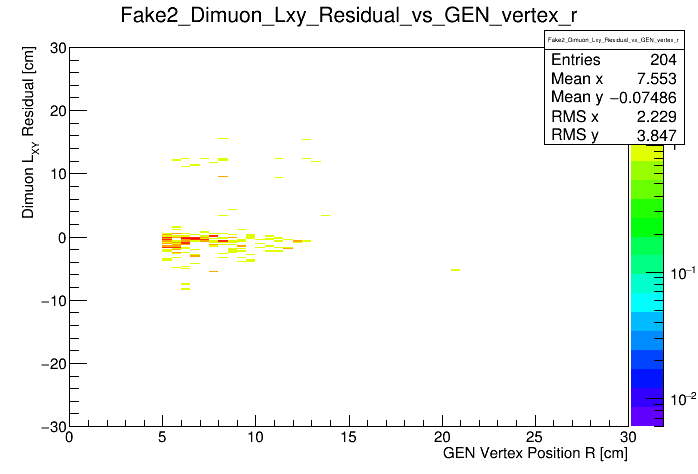 Fake2_Dimuon_Lxy_Residual_vs_GEN_vertex_r
Fake2_Dimuon_Lxy_Residual_vs_GEN_vertex_r
Entries 204
Mean x 7.553
Mean y −0.07486
RMS x 2.229
RMS y 3.847
Dimuon L_XY Residual [cm]
30
20
10
0
−10
−20
−30
0 5 10 15 20 25 30
GEN Vertex Position R [cm]
10⁻¹
10⁻²